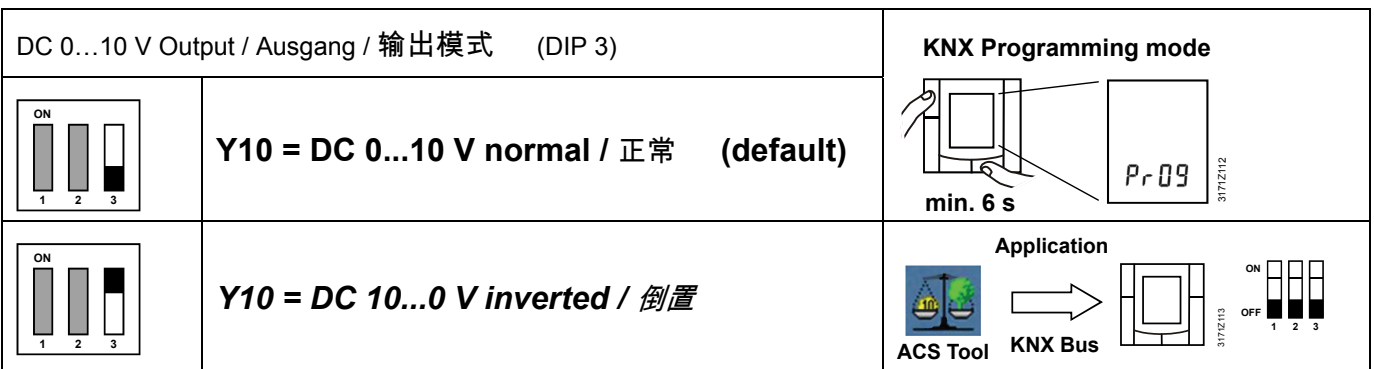 DC 0…10 V Output / Ausgang / 输出模式 (DIP 3)
ON
1 2 3
Y10 = DC 0...10 V normal / 正常 (default)
ON
1 2 3
Y10 = DC 10...0 V inverted / 倒置
KNX Programming mode
Pr09
3171Z112
min. 6 s
Application
10
ACS Tool
KNX Bus
3171Z113
ON
OFF
1 2 3